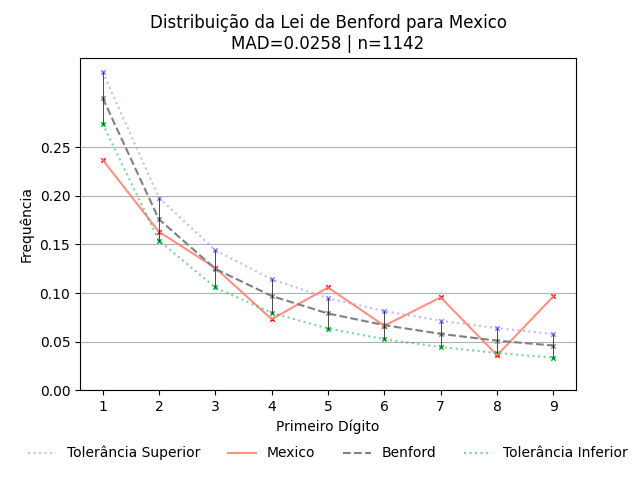 Distribuição da Lei de Benford para Mexico
MAD=0.0258 | n=1142
Frequência
0.25
0.20
0.15
0.10
0.05
0.00
1 2 3 4 5 6 7 8 9
Primeiro Dígito
Tolerância Superior Mexico Benford Tolerância Inferior